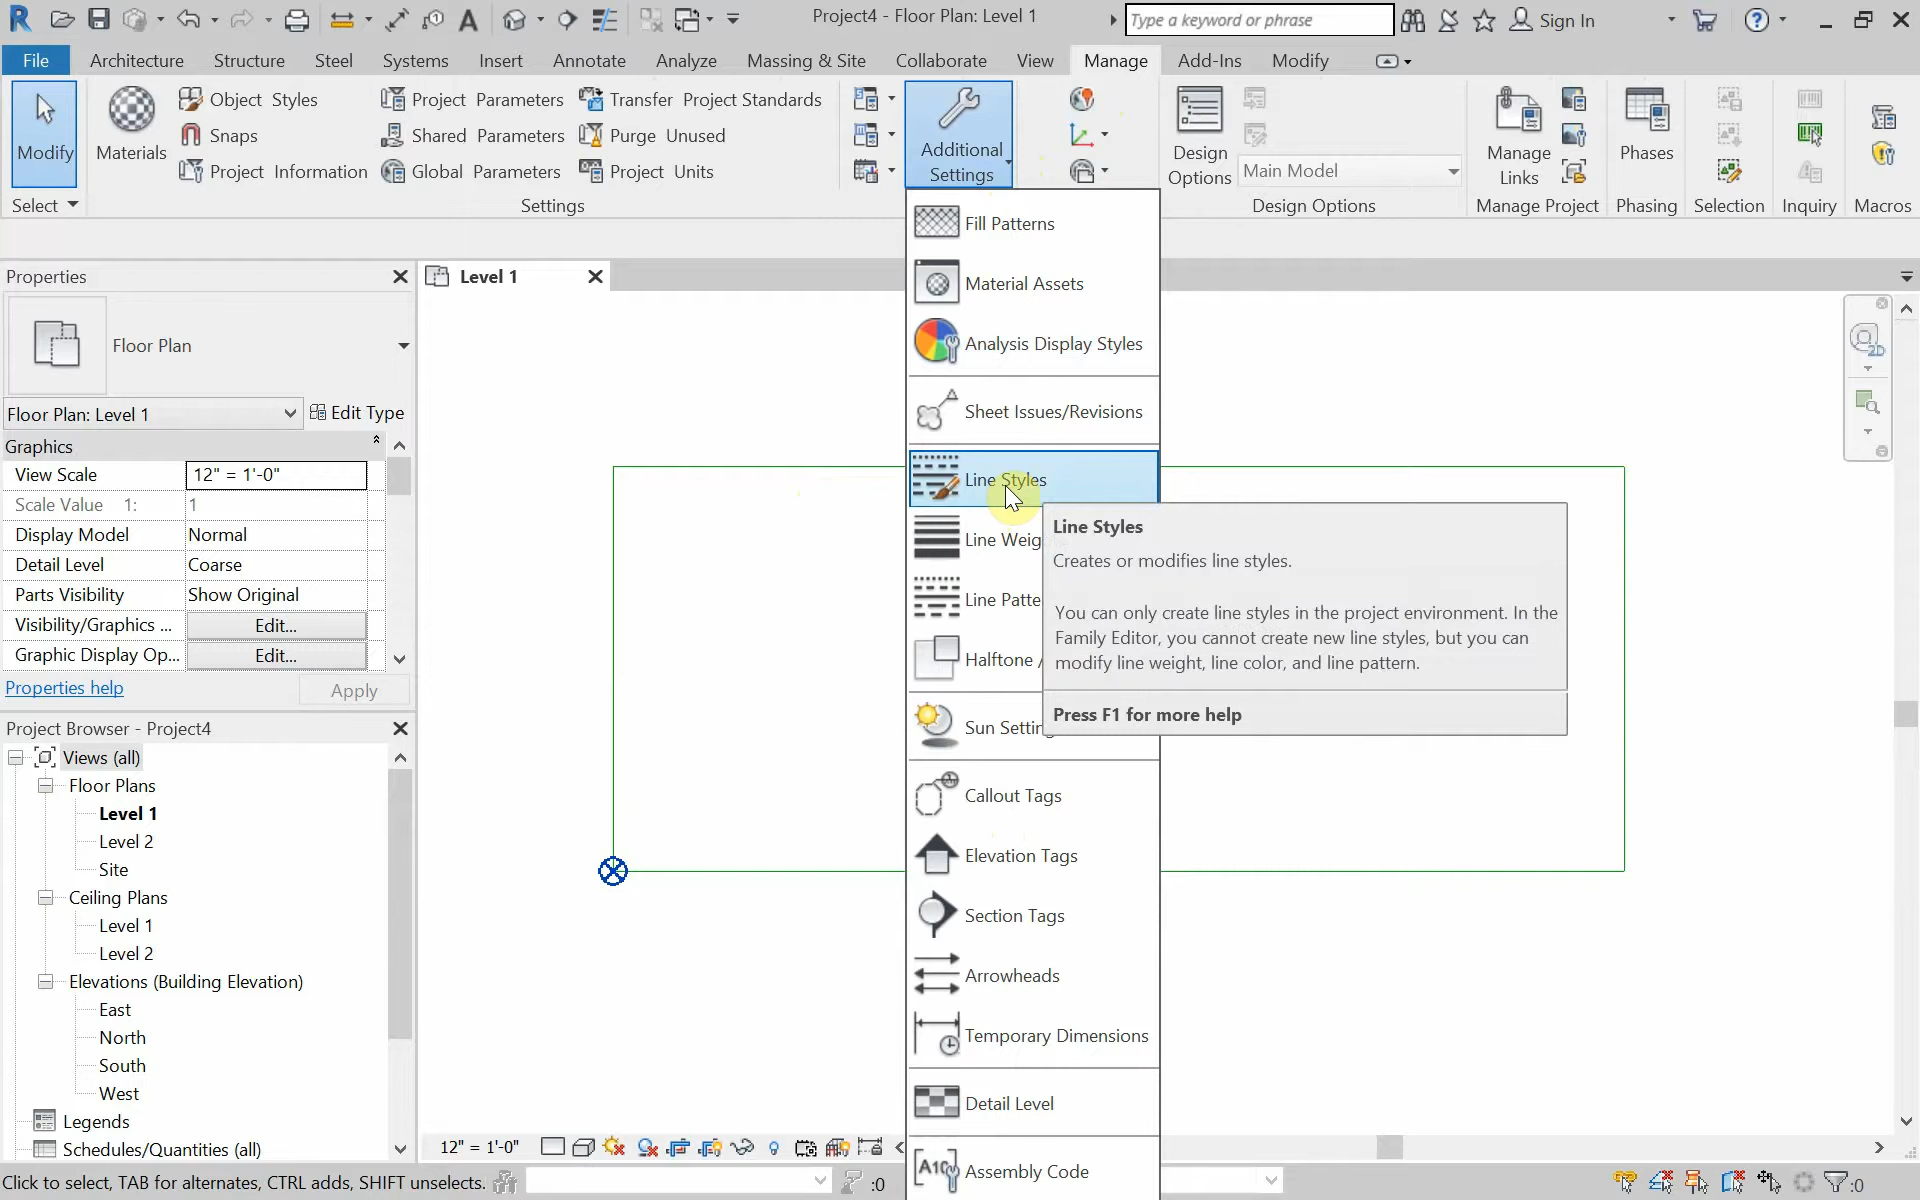 Project4 - Floor Plan: Level 1
Type a keyword or phrase
Sign In
File
Architecture
Structure
Steel
Systems
Insert
Annotate
Analyze
Massing & Site
Collaborate
View
Manage
Add-Ins
Modify
Modify
Materials
Object Styles
Snaps
Project Information
Project Parameters
Shared Parameters
Global Parameters
Transfer Project Standards
Purge Unused
Project Units
Additional
Settings
Design
Options
Main Model
Manage
Links
Phases
Select
Settings
Design Options
Manage Project
Phasing
Selection
Inquiry
Macros
Properties
Floor Plan
Floor Plan: Level 1
Edit Type
Graphics
View Scale
12" = 1'-0"
Scale Value 1:
1
Display Model
Normal
Detail Level
Coarse
Parts Visibility
Show Original
Visibility/Graphics ...
Edit...
Graphic Display Op...
Edit...
Properties help
Apply
Project Browser - Project4
Views (all)
Floor Plans
Level 1
Level 2
Site
Ceiling Plans
Level 1
Level 2
Elevations (Building Elevation)
East
North
South
West
Legends
Schedules/Quantities (all)
Level 1
Fill Patterns
Material Assets
Analysis Display Styles
Sheet Issues/Revisions
Line Styles
Line Weig
Line Patte
Halftone /
Sun Settin
Callout Tags
Elevation Tags
Section Tags
Arrowheads
Temporary Dimensions
Detail Level
Assembly Code
Line Styles
Creates or modifies line styles.
You can only create line styles in the project environment. In the
Family Editor, you cannot create new line styles, but you can
modify line weight, line color, and line pattern.
Press F1 for more help
2D
12" = 1'-0"
Click to select, TAB for alternates, CTRL adds, SHIFT unselects.
:0
:0